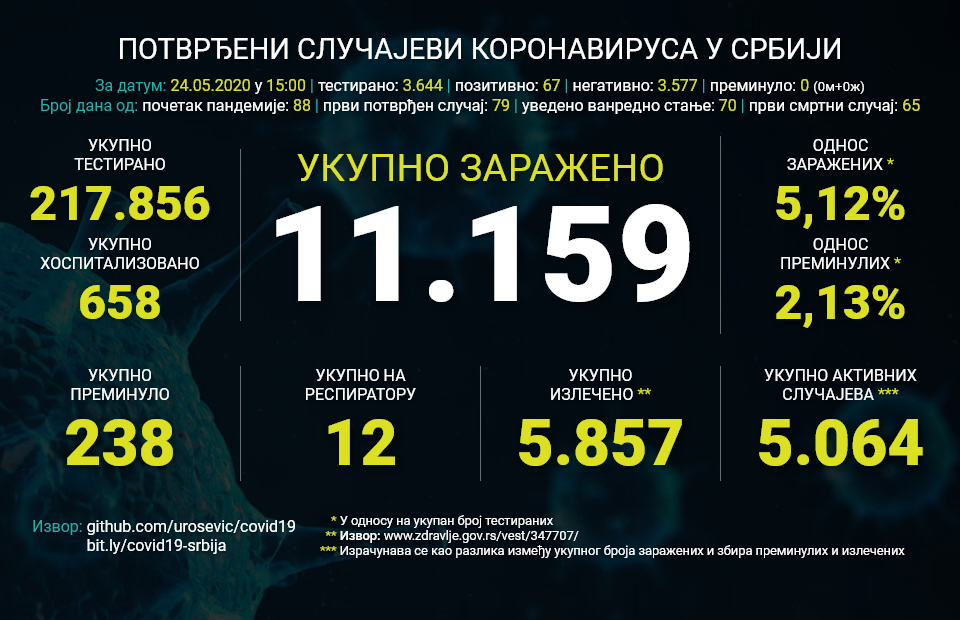 ПОТВРЂЕНИ СЛУЧАЈЕВИ КОРОНАВИРУСА У СРБИЈИ
За датум: 24.05.2020 у 15:00 | тестирано: 3.644 | позитивно: 67 | негативно: 3.577 | преминуло: 0 (0м+0ж)
Број дана од: почетак пандемије: 88 | први потврђен случај: 79 | уведено ванредно стање: 70 | први смртни случај: 65
УКУПНО
ТЕСТИРАНО
217.856
УКУПНО
ХОСПИТАЛИЗОВАНО
658
УКУПНО ЗАРАЖЕНО
11.159
ОДНОС
ЗАРАЖЕНИХ *
5,12%
ОДНОС
ПРЕМИНУЛИХ *
2,13%
УКУПНО
ПРЕМИНУЛО
238
УКУПНО НА
РЕСПИРАТОРУ
12
УКУПНО
ИЗЛЕЧЕНО **
5.857
УКУПНО АКТИВНИХ
СЛУЧАЈЕВА ***
5.064
Извор: github.com/urosevic/covid19
bit.ly/covid19-srbija
* У односу на укупан број тестираних
** Извор: www.zdravlje.gov.rs/vest/347707/
*** Израчунава се као разлика између укупног броја заражених и збира преминулих и излечених